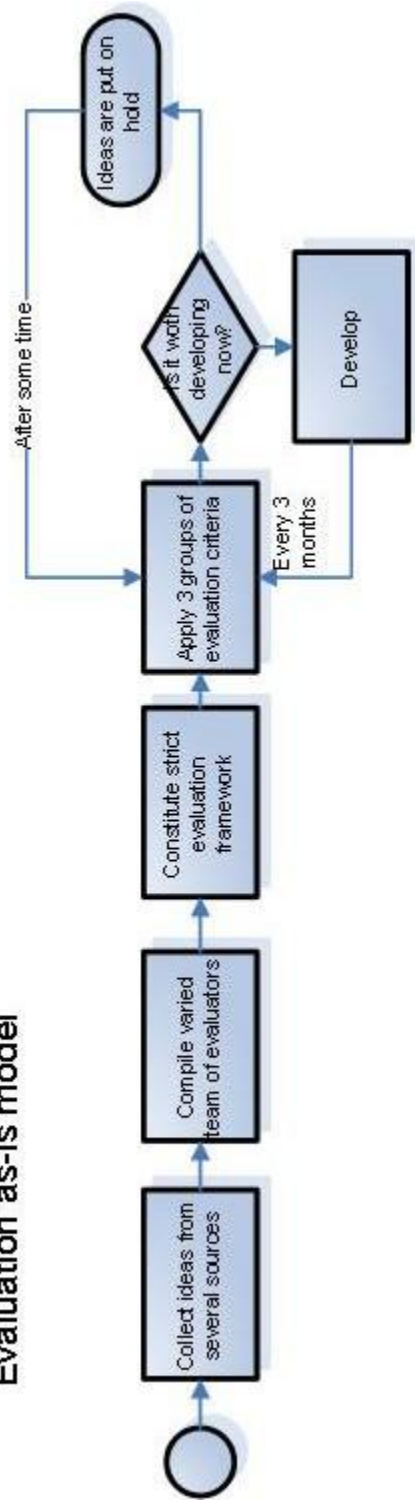 Evaluation as-is model
Collect ideas from
several sources
Compile varied
team of evaluators
Constitute strict
evaluation
framework
Apply 3 groups of
evaluation criteria
Is it woth
developing
now?
Ideas are put on
hold
After some time
Develop
Every 3
months